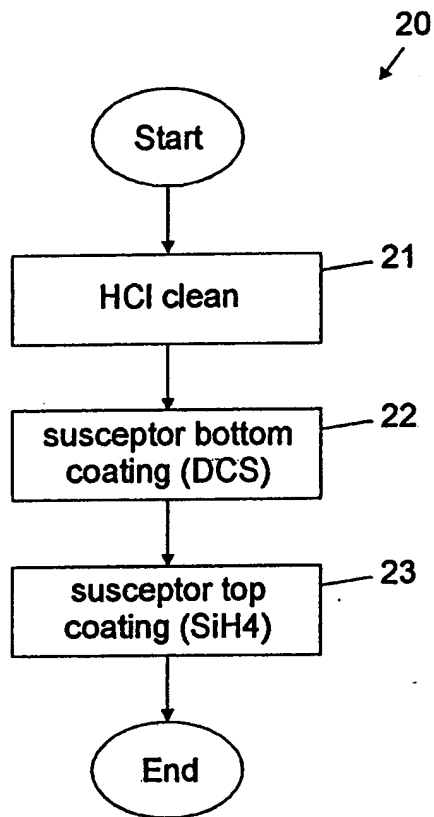 20
Start
21
HCl clean
22
susceptor bottom
coating (DCS)
23
susceptor top
coating (SiH4)
End